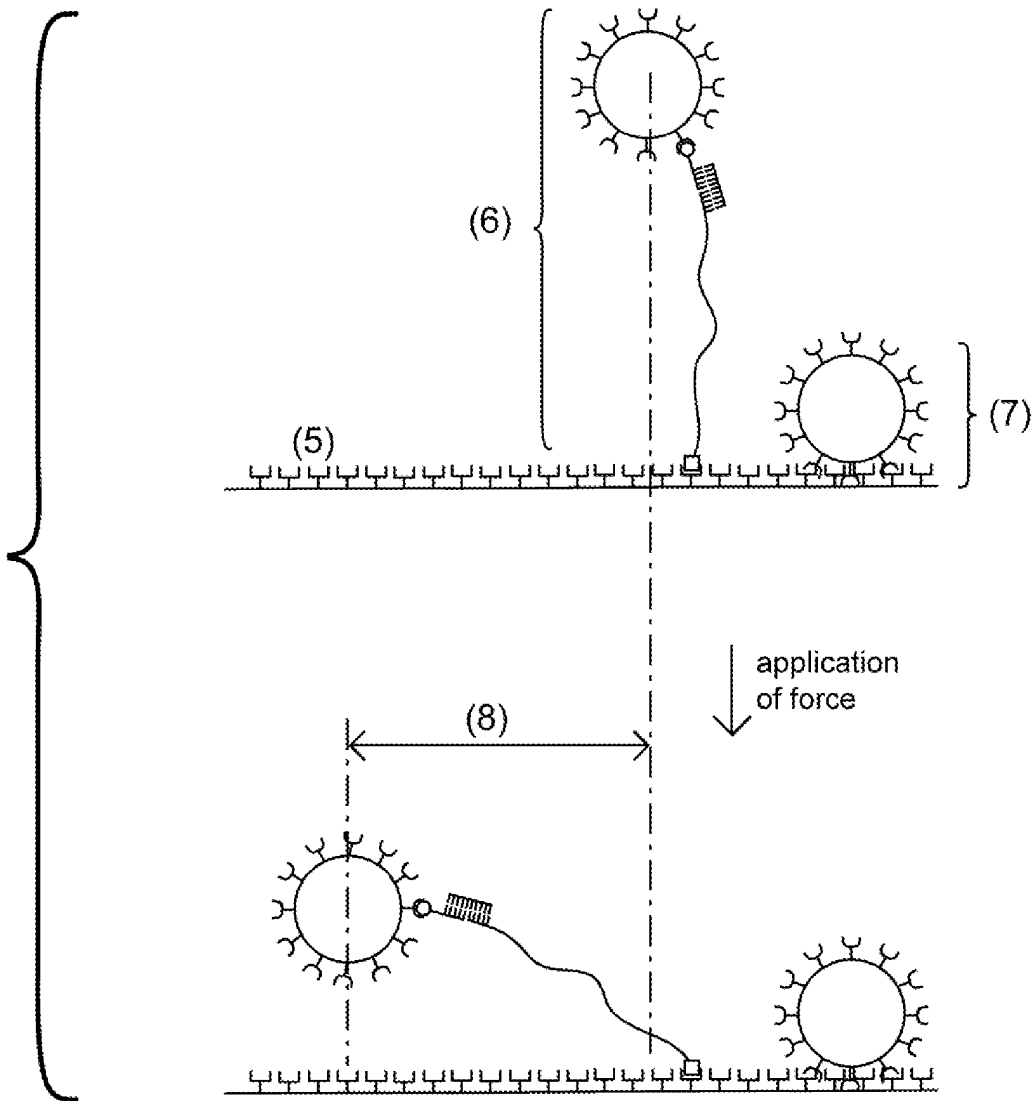 (6)
(7)
(5)
application
of force
(8)